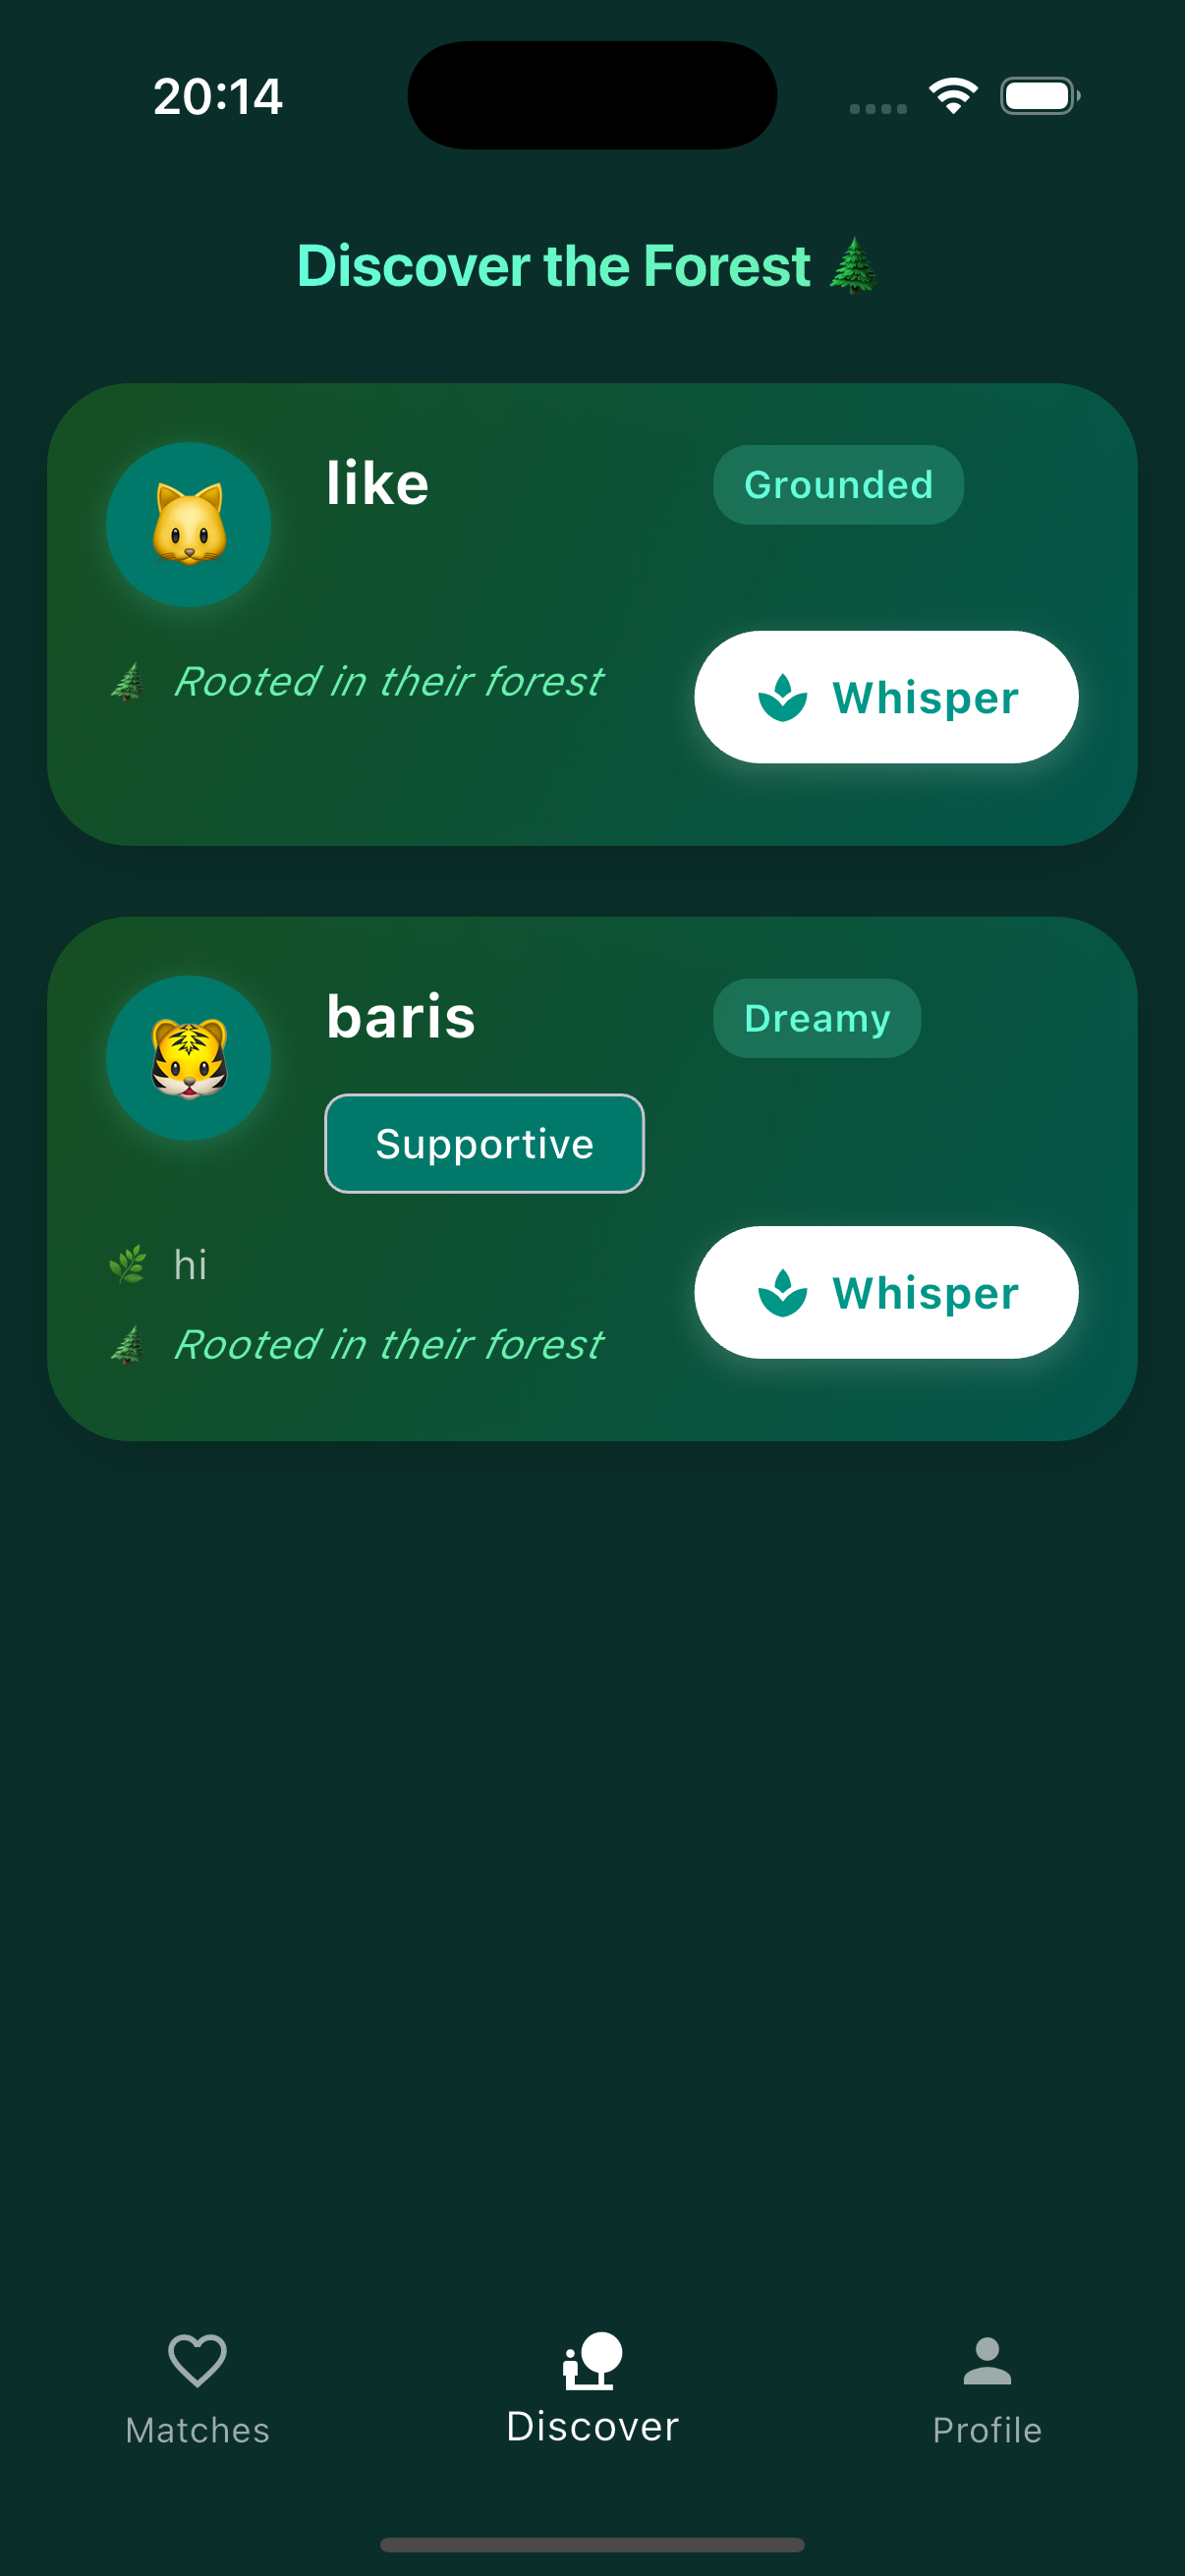 20:14
Discover the Forest 🌲
like
Grounded
🌲 Rooted in their forest
Whisper
baris
Dreamy
Supportive
🌿 hi
Whisper
🌲 Rooted in their forest
Matches
Discover
Profile